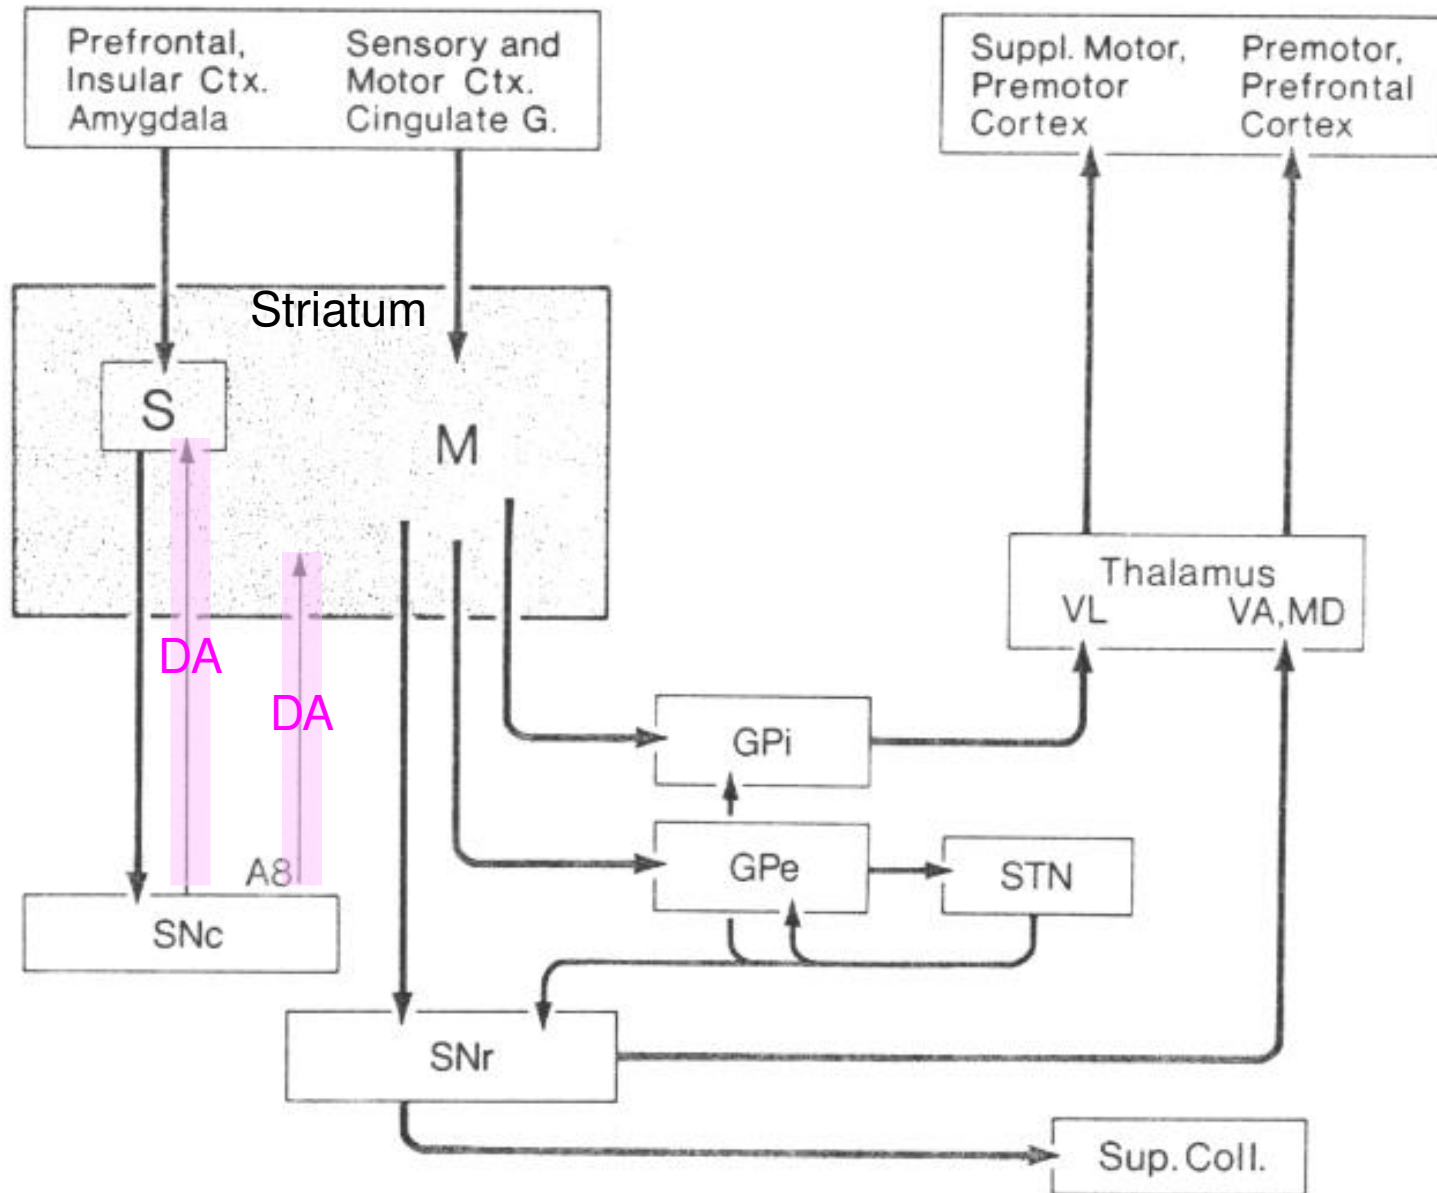 Prefrontal,
Insular Ctx.
Amygdala
Sensory and
Motor Ctx.
Cingulate G.
Suppl. Motor,
Premotor
Cortex
Premotor,
Prefrontal
Cortex
Striatum
S
M
DA
DA
Thalamus
VL
VA,MD
GPi
GPe
STN
A8
SNc
SNr
Sup. Coll.